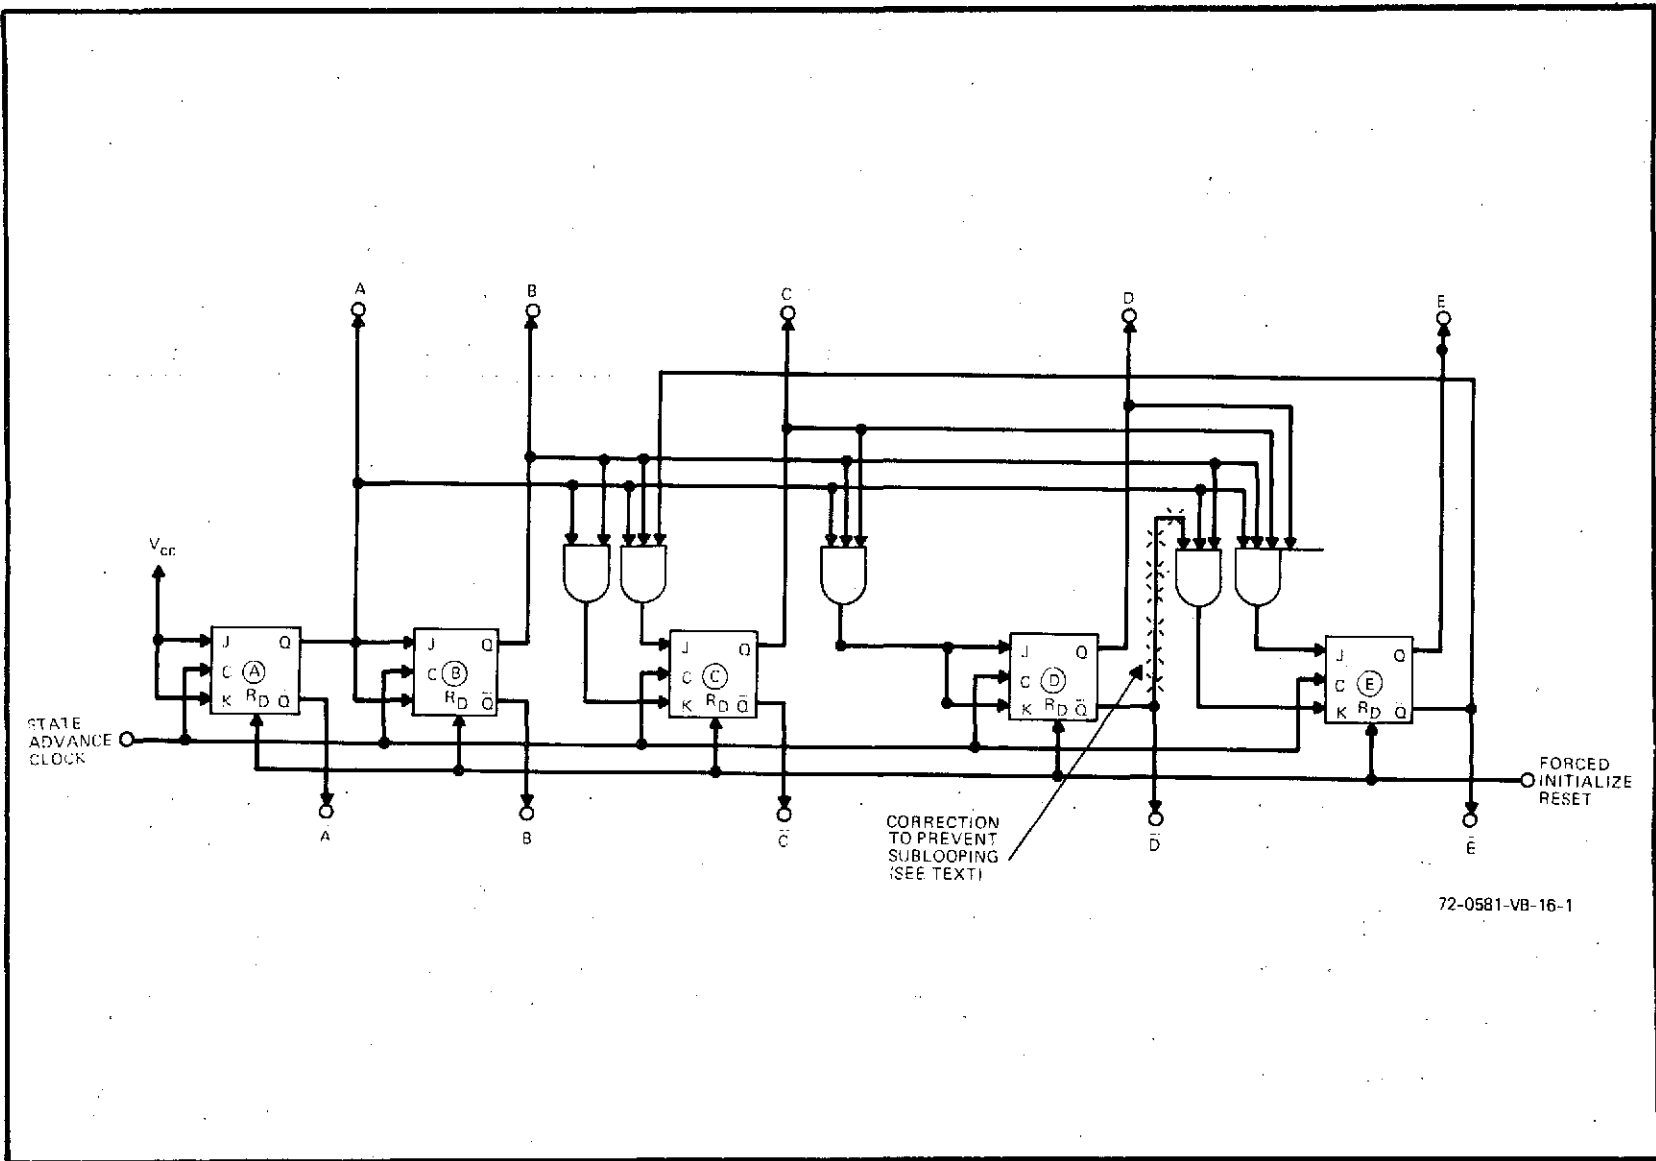 A B C D E
Vcc
J Q J Q J Q J Q J Q
C A C B C C C D C E
K RD Q K RD Q̄ K RD Q̄ K RD Q̄
RD Q̄
STATE
ADVANCE
CLOCK
FORCED
INITIALIZE
RESET
A B C̄ D̄ Ē
CORRECTION
TO PREVENT
SUBLOOPING
(SEE TEXT)
72-0581-VB-16-1